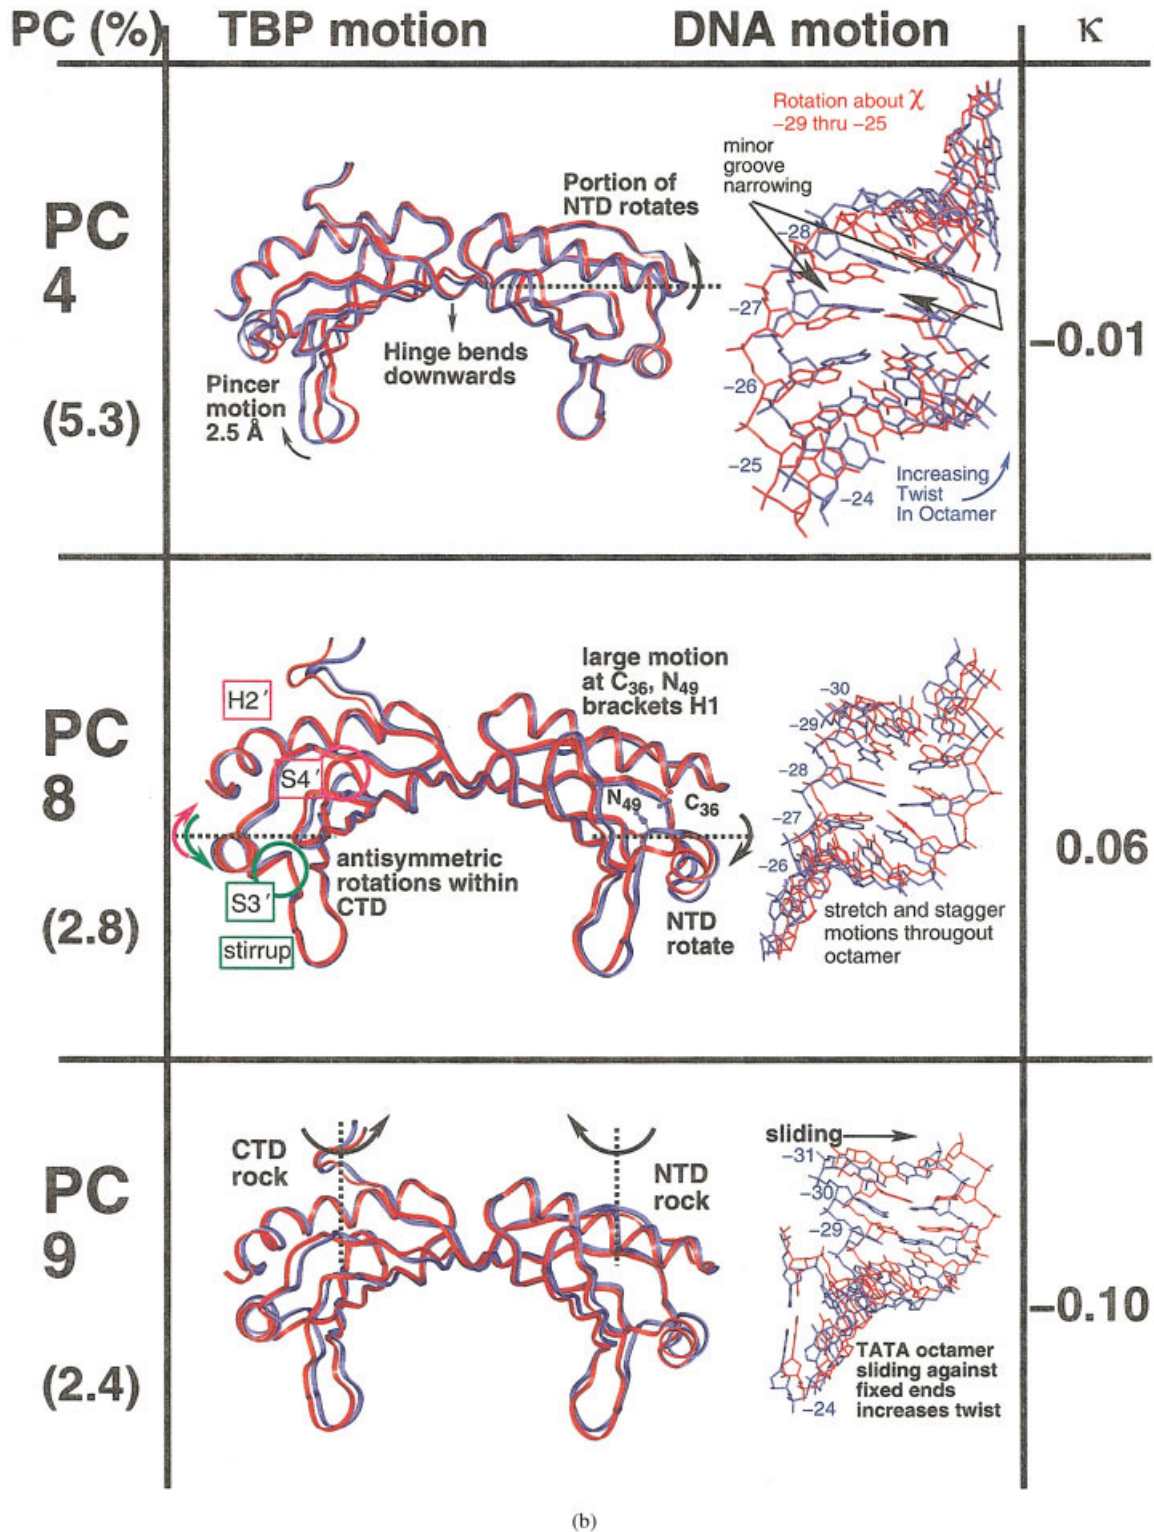 PC (%)
TBP motion
DNA motion
κ
PC
4
(5.3)
Portion of
NTD rotates
Hinge bends
downwards
Pincer
motion
2.5 Å
Rotation about χ
-29 thru -25
minor
groove
narrowing
-28
-27
-26
-25
-24
Increasing
Twist
In Octamer
-0.01
PC
8
(2.8)
H2′
S4′
S3′
stirrup
antisymmetric
rotations within
CTD
large motion
at C36, N49
brackets H1
N49
C36
NTD
rotate
-30
-29
-28
-27
-26
stretch and stagger
motions througout
octamer
0.06
PC
9
(2.4)
CTD
rock
NTD
rock
sliding
-31
-30
-29
-24
TATA octamer
sliding against
fixed ends
increases twist
-0.10
(b)